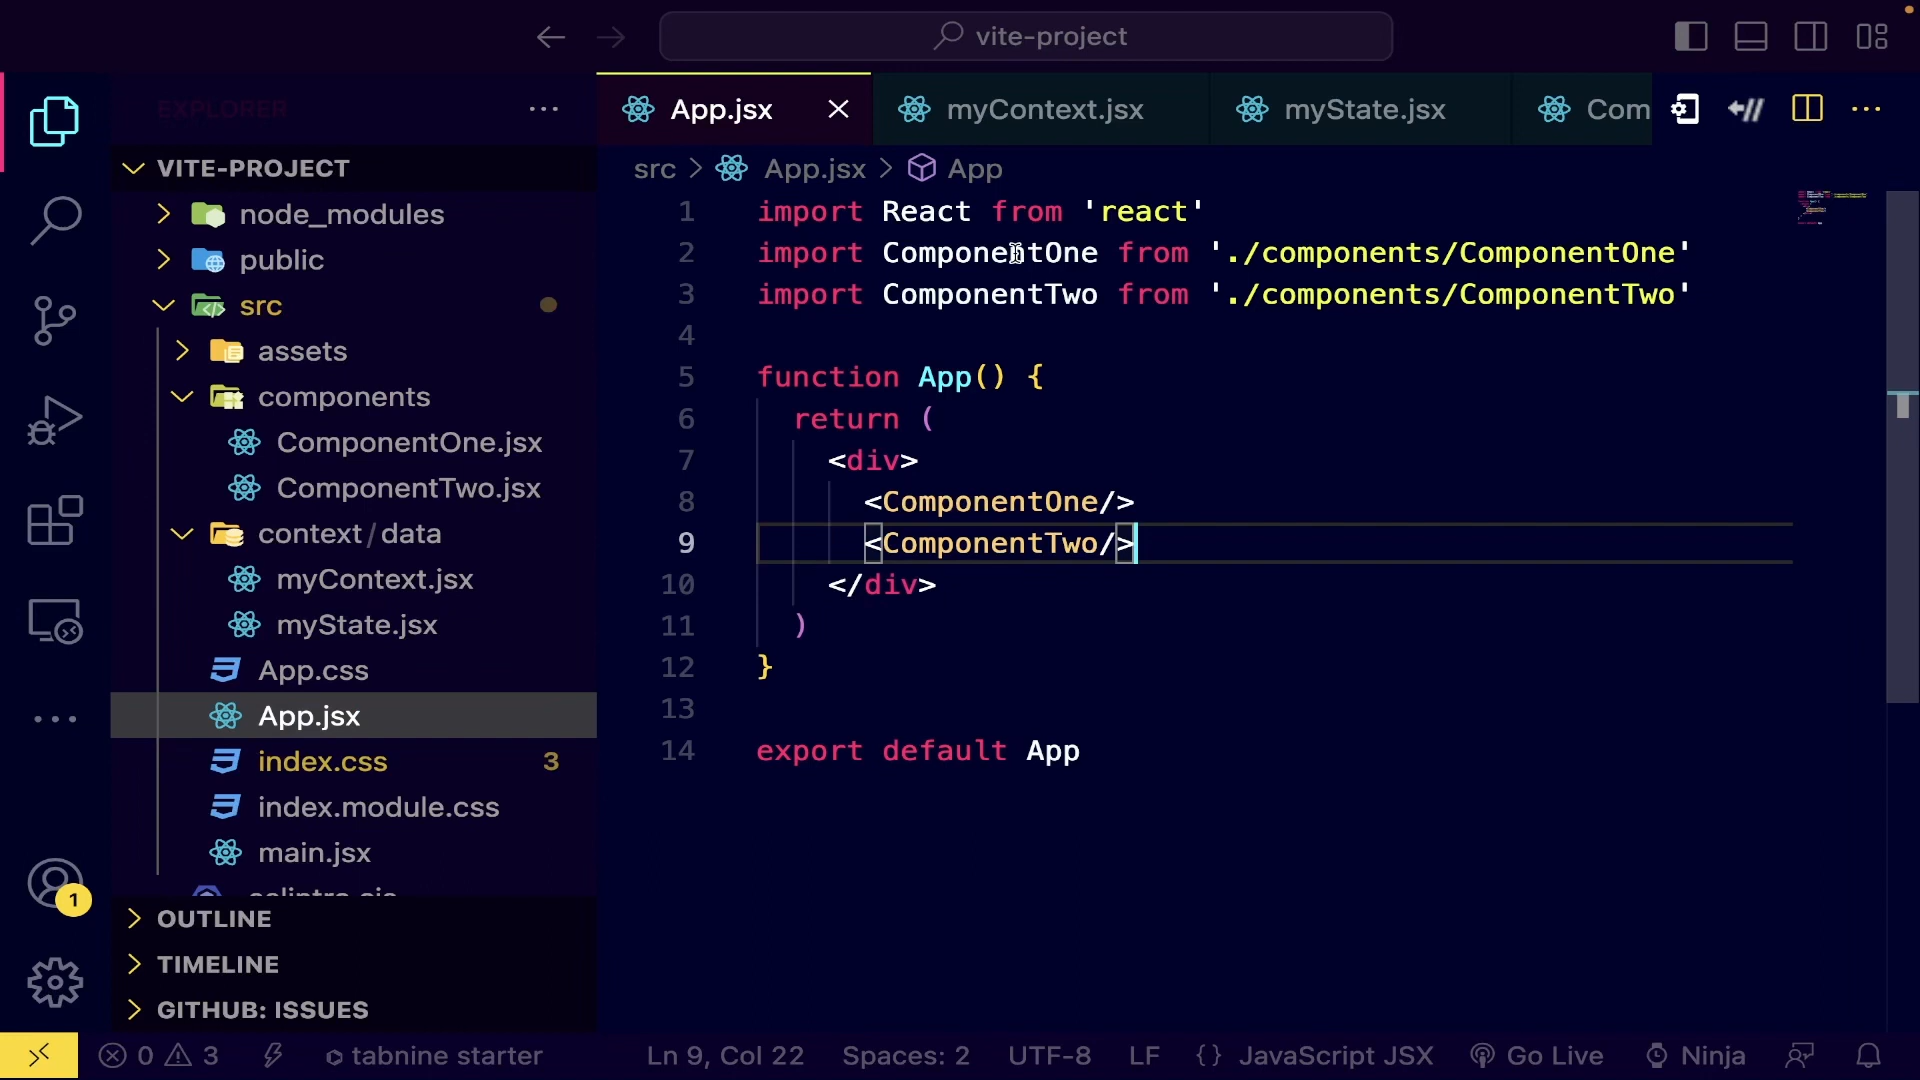 vite-project
EXPLORER
App.jsx
myContext.jsx
myState.jsx
Com
VITE-PROJECT
src > App.jsx > App
node_modules
public
src
assets
components
ComponentOne.jsx
ComponentTwo.jsx
context/data
myContext.jsx
myState.jsx
App.css
App.jsx
index.css 3
index.module.css
main.jsx
OUTLINE
TIMELINE
GITHUB: ISSUES
1
1 import React from 'react'
2 import ComponentOne from './components/ComponentOne'
3 import ComponentTwo from './components/ComponentTwo'
4
5 function App() {
6 return (
7 <div>
8 <ComponentOne/>
9 <ComponentTwo/>
10 </div>
11 )
12 }
13
14 export default App
0 3 tabnine starter Ln 9, Col 22 Spaces: 2 UTF-8 LF {} JavaScript JSX Go Live Ninja